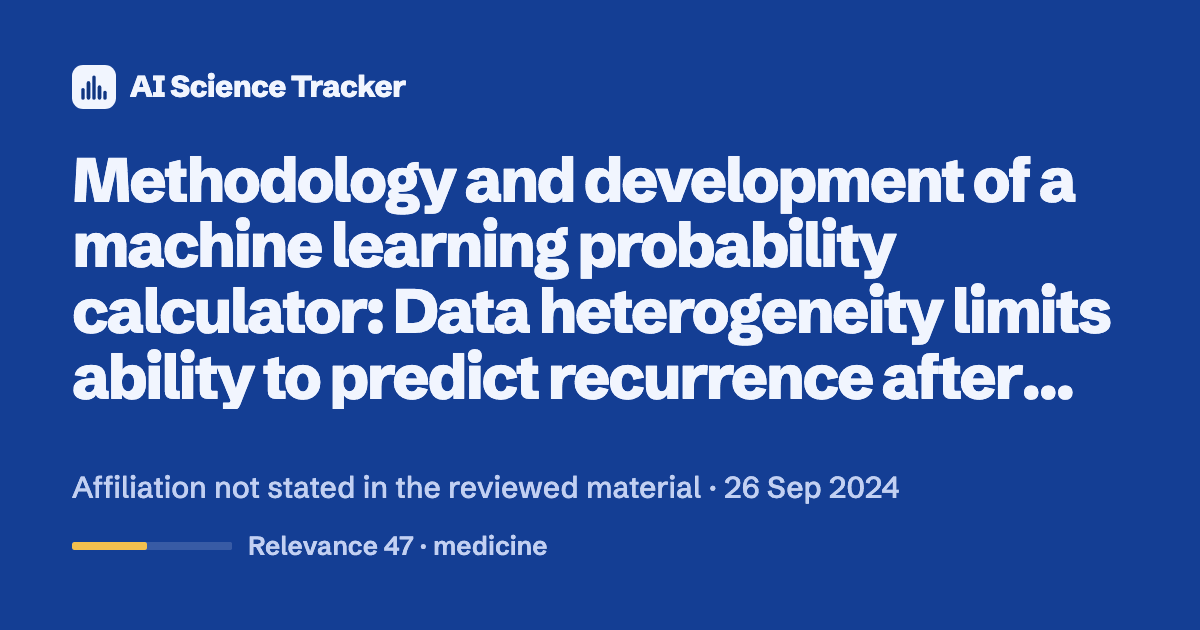 AI Science Tracker
Methodology and development of a
machine learning probability
calculator: Data heterogeneity limits
ability to predict recurrence after...
Affiliation not stated in the reviewed material · 26 Sep 2024
Relevance 47 · medicine